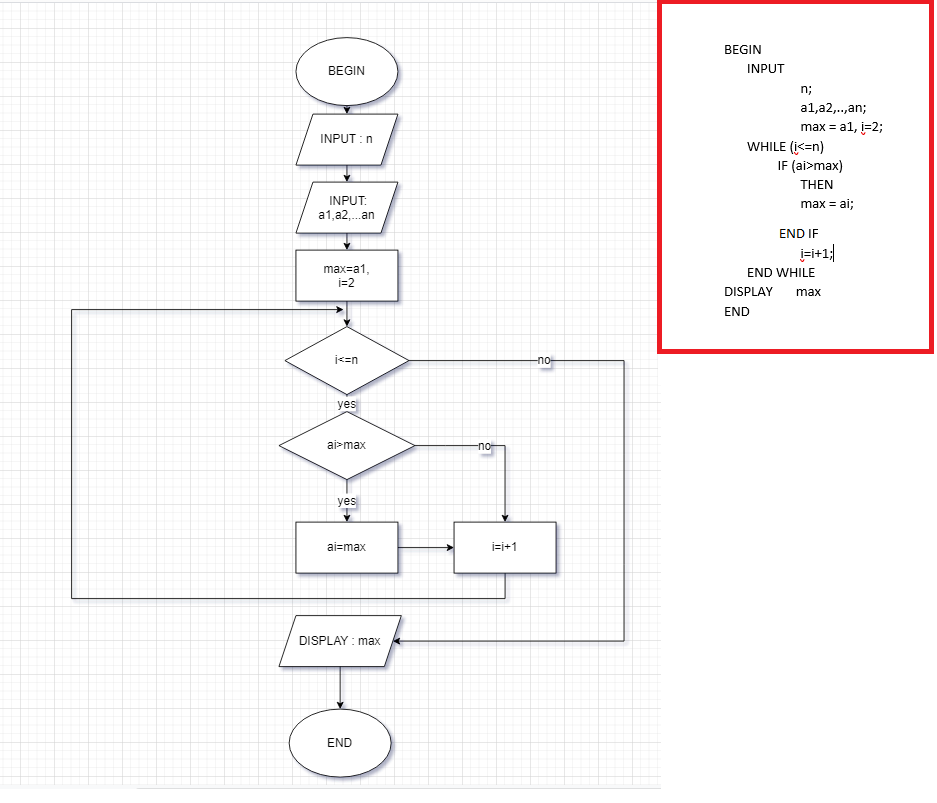 BEGIN
INPUT : n
INPUT:
a1,a2,...an
max=a1,
i=2
i<=n
no
yes
ai>max
no
yes
ai=max
i=i+1
DISPLAY : max
END
BEGIN
INPUT
n;
a1,a2,..,an;
max = a1, i=2;
WHILE (i<=n)
IF (ai>max)
THEN
max = ai;
END IF
i=i+1;
END WHILE
DISPLAY max
END